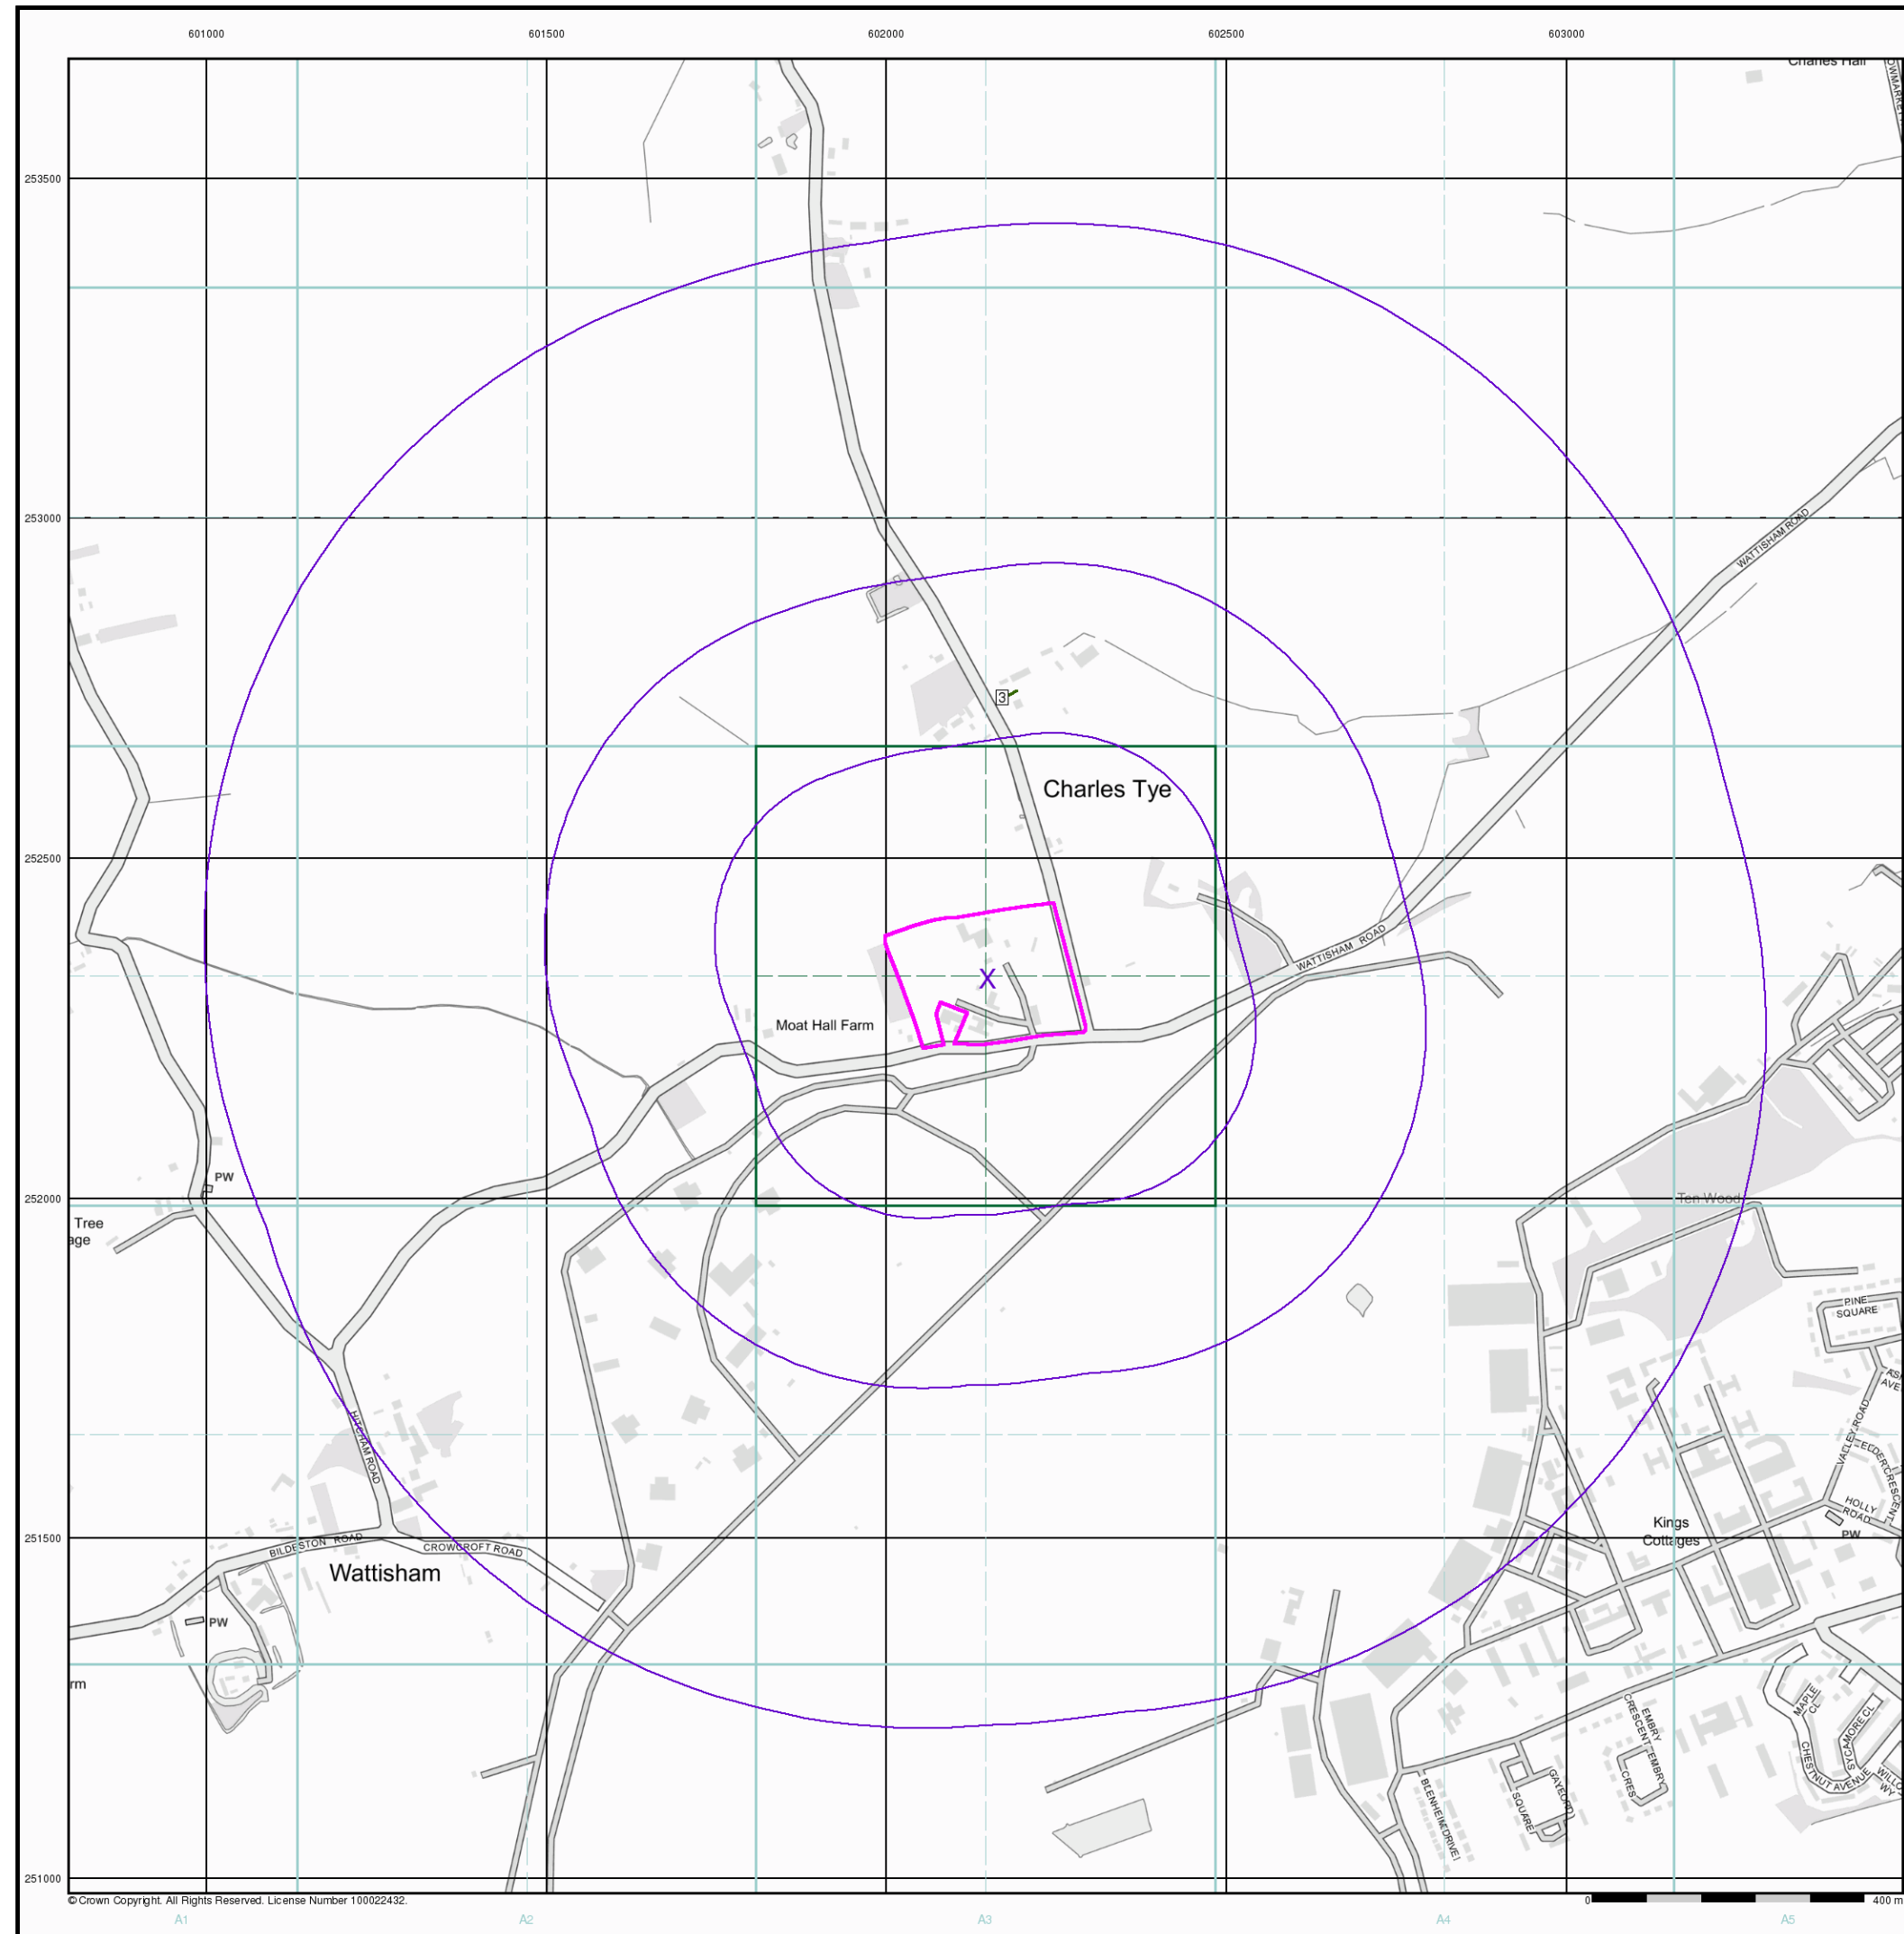 601000 601500 602000 602500 603000
Charles Hall
253500
253000
WATTISHAM ROAD
3
Charles Tye
252500
WATTISHAM ROAD
X
Moat Hall Farm
PW
252000
Ten Wood
Tree
age
PINE
SQUARE
HITCHAM ROAD
VALLEY ROAD
ELDER CRESCENT
HOLLY
ROAD
251500
BILDESTON ROAD
CROWCROFT ROAD
Kings
Cottages
PW
Wattisham
PW
rm
MAPLE
CL
EMBRY
CRESCENT
EMBRY
CRES
SYCAMORE CL
CHESTNUT AVENUE
GAYFORD
SQUARE
BLENHEIM DRIVE
251000
© Crown Copyright. All Rights Reserved. License Number 100022432.
0 400 m
A1 A2 A3 A4 A5